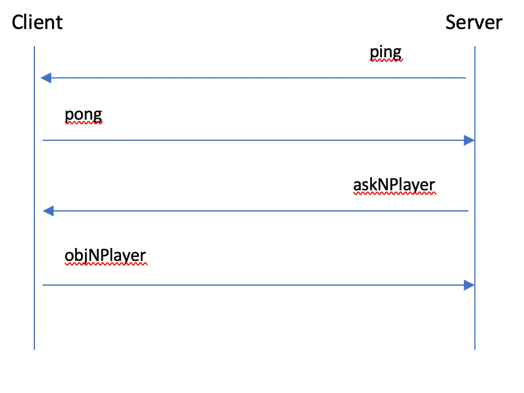 Client
Server
ping
pong
askNPlayer
objNPlayer